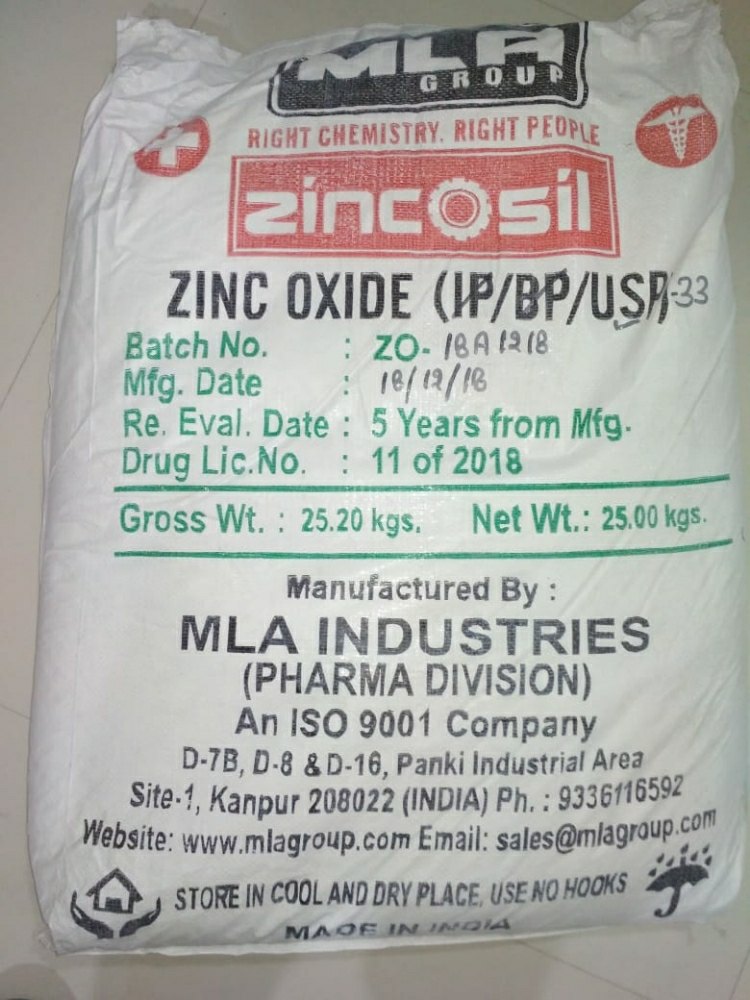 MLA
GROUP
RIGHT CHEMISTRY. RIGHT PEOPLE
zincosil
ZINC OXIDE (IP/BP/USP)-33
Batch No. : ZO- 18A1218
Mfg. Date : 18/12/18
Re. Eval. Date : 5 Years from Mfg.
Drug Lic.No. : 11 of 2018
Gross Wt. : 25.20 kgs. Net Wt.: 25.00 kgs.
Manufactured By :
MLA INDUSTRIES
(PHARMA DIVISION)
An ISO 9001 Company
D-7B, D-8 & D-16, Panki Industrial Area
Site-1, Kanpur 208022 (INDIA) Ph. : 9336116592
Website: www.mlagroup.com Email: sales@mlagroup.com
STORE IN COOL AND DRY PLACE, USE NO HOOKS
MADE IN INDIA